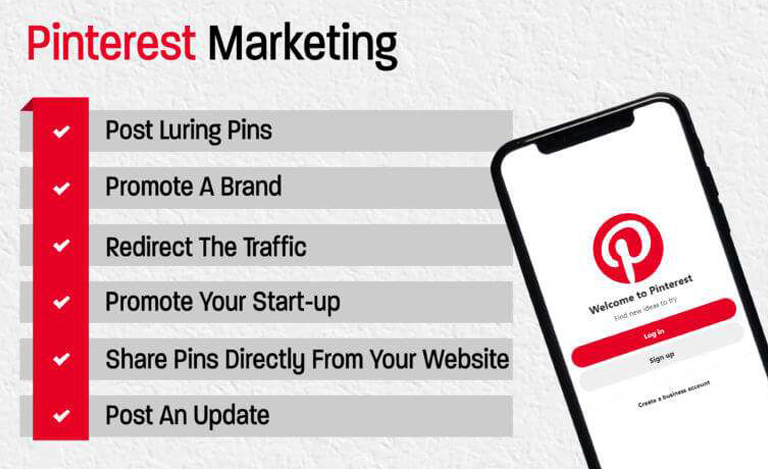 Pinterest Marketing
Post Luring Pins
Promote A Brand
Redirect The Traffic
Promote Your Start-up
Share Pins Directly From Your Website
Post An Update
Welcome to Pinterest
Find new ideas to try
Log in
Sign up
Create a business account